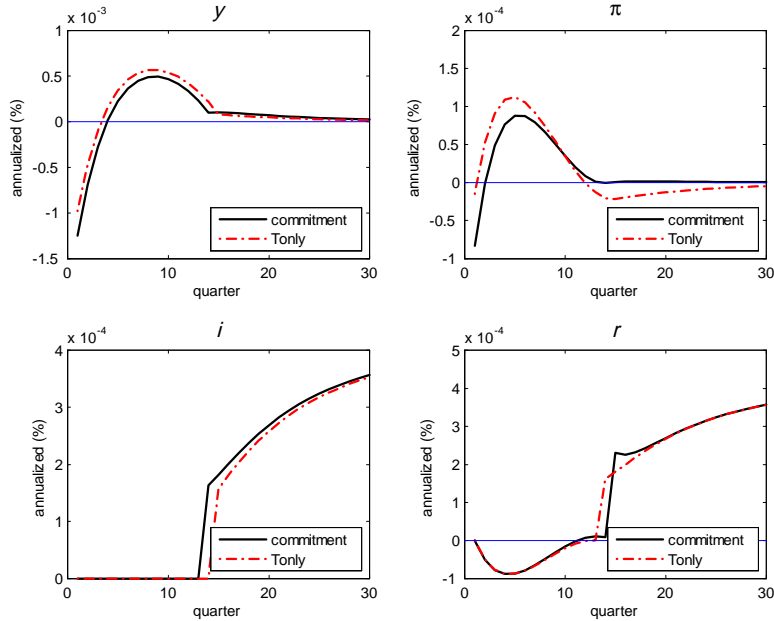 y
x 10^-3
1
0.5
0
-0.5
-1
-1.5
annualized (%)
0 10 20 30
quarter
commitment
Tonly
π
x 10^-4
2
1.5
1
0.5
0
-0.5
-1
annualized (%)
0 10 20 30
quarter
commitment
Tonly
i
x 10^-4
4
3
2
1
0
annualized (%)
0 10 20 30
quarter
commitment
Tonly
r
x 10^-4
5
4
3
2
1
0
-1
annualized (%)
0 10 20 30
quarter
commitment
Tonly